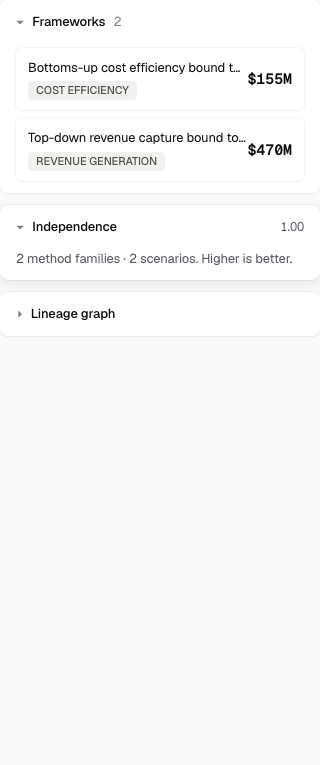 Frameworks 2
Bottoms-up cost efficiency bound t…
$155M
COST EFFICIENCY
Top-down revenue capture bound to…
$470M
REVENUE GENERATION
Independence 1.00
2 method families · 2 scenarios. Higher is better.
Lineage graph